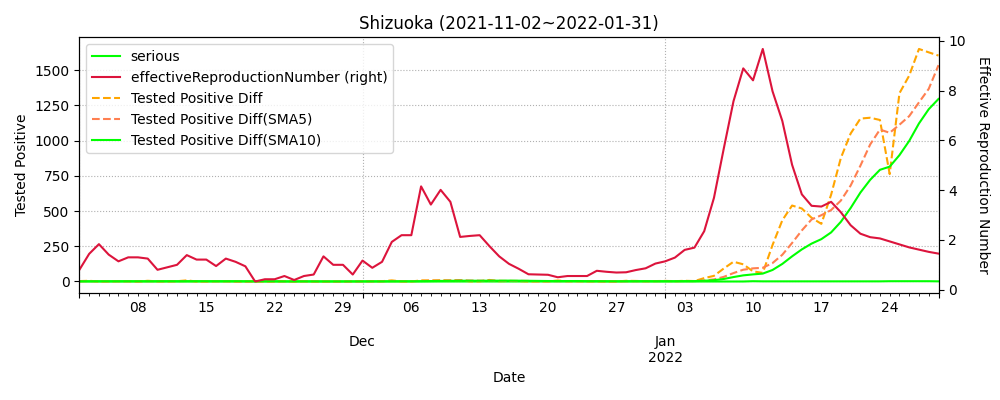 Shizuoka (2021-11-02~2022-01-31)
serious
effectiveReproductionNumber (right)
Tested Positive Diff
Tested Positive Diff(SMA5)
Tested Positive Diff(SMA10)
Tested Positive
1500
1250
1000
750
500
250
0
10
8
6
4
2
0
Effective Reproduction Number
08 15 22 29 06 13 20 27 03 10 17 24
Dec Jan
2022
Date